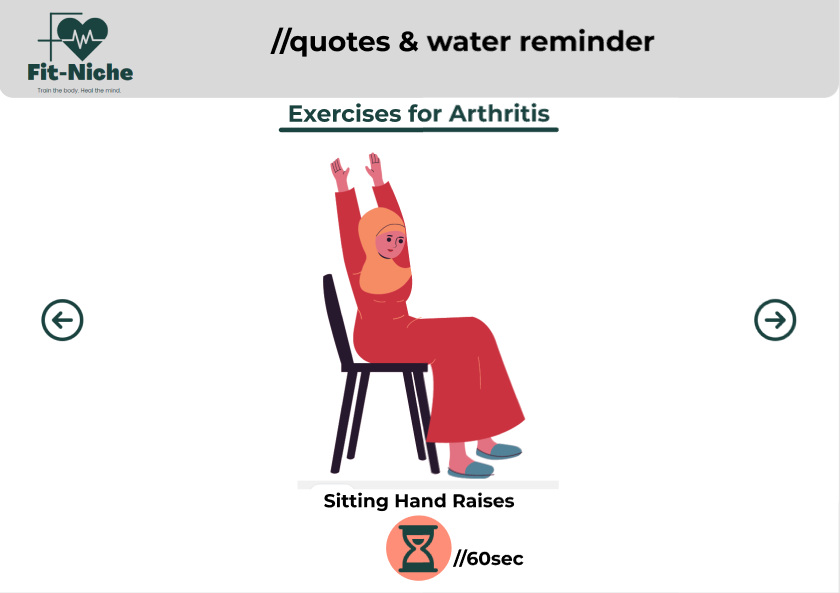 //quotes & water reminder
Fit-Niche
Train the body. Heal the mind.
Exercises for Arthritis
Sitting Hand Raises
//60sec